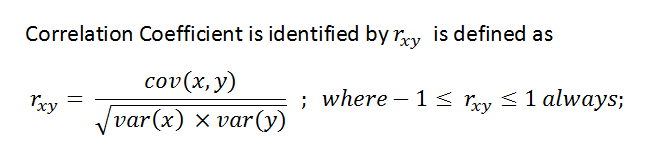 Correlation Coefficient is identified by r_xy is defined as
r_xy = cov(x, y) / √(var(x) × var(y)) ; where − 1 ≤ r_xy ≤ 1 always;